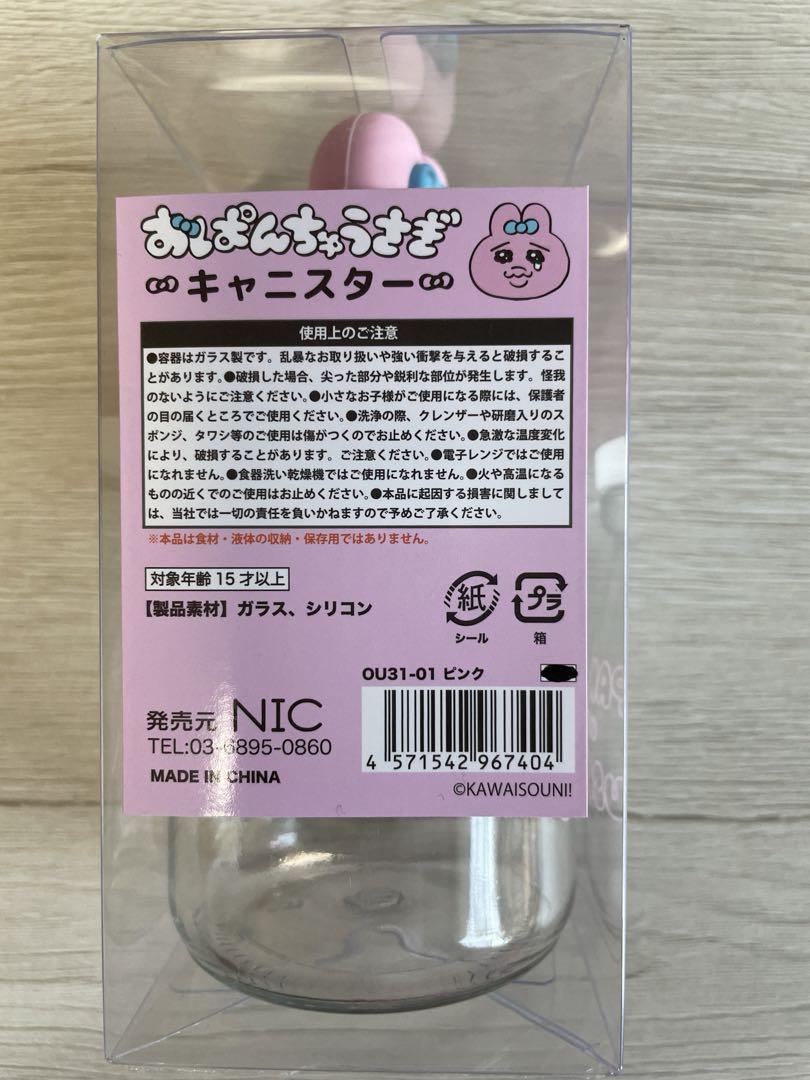 おぱんちゅうさぎ
キャニスター
使用上のご注意
●容器はガラス製です。乱暴なお取り扱いや強い衝撃を与えると破損するこ
とがあります。●破損した場合、尖った部分や鋭利な部位が発生します。怪我
のないようにご注意ください。●小さなお子様がご使用になる際には、保護者
の目の届くところでご使用ください。●洗浄の際、クレンザーや研磨入りのス
ポンジ、タワシ等のご使用は傷がつくのでお止めください。●急激な温度変化
により、破損することがあります。ご注意ください。●電子レンジではご使用
になれません。●食器洗い乾燥機ではご使用になれません。●火や高温になる
ものの近くでのご使用はお止めください。●本品に起因する損害に関しまして
は、当社では一切の責任を負いかねますので予めご了承ください。
※本品は食材・液体の収納・保存用ではありません。
対象年齢 15 才以上
【製品素材】ガラス、シリコン
紙
シール
プラ
箱
OU31-01 ピンク
発売元 NIC
TEL:03-6895-0860
MADE IN CHINA
4 571542 967404
©KAWAISOUNI!